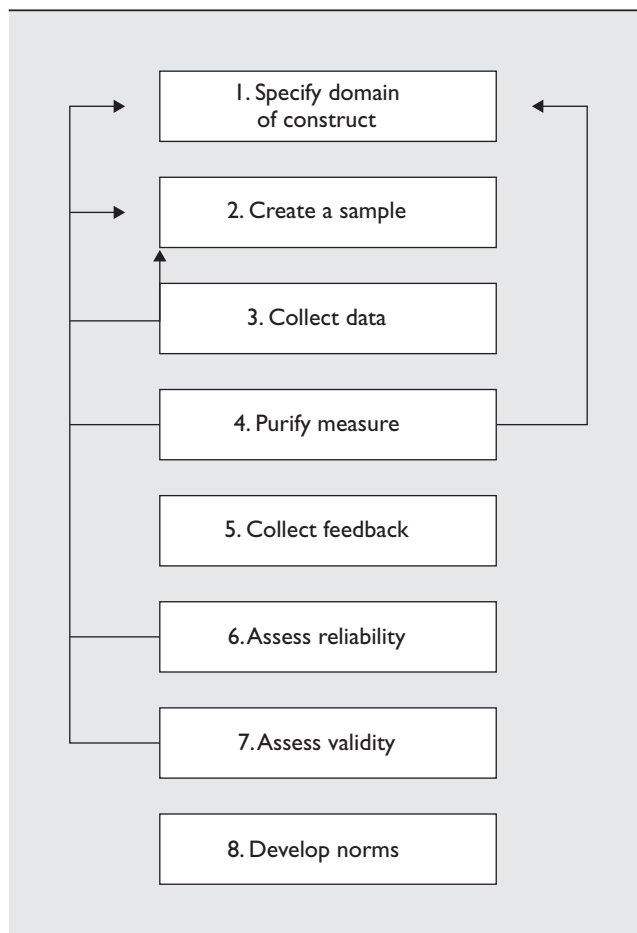 1. Specify domain
of construct
2. Create a sample
3. Collect data
4. Purify measure
5. Collect feedback
6. Assess reliability
7. Assess validity
8. Develop norms